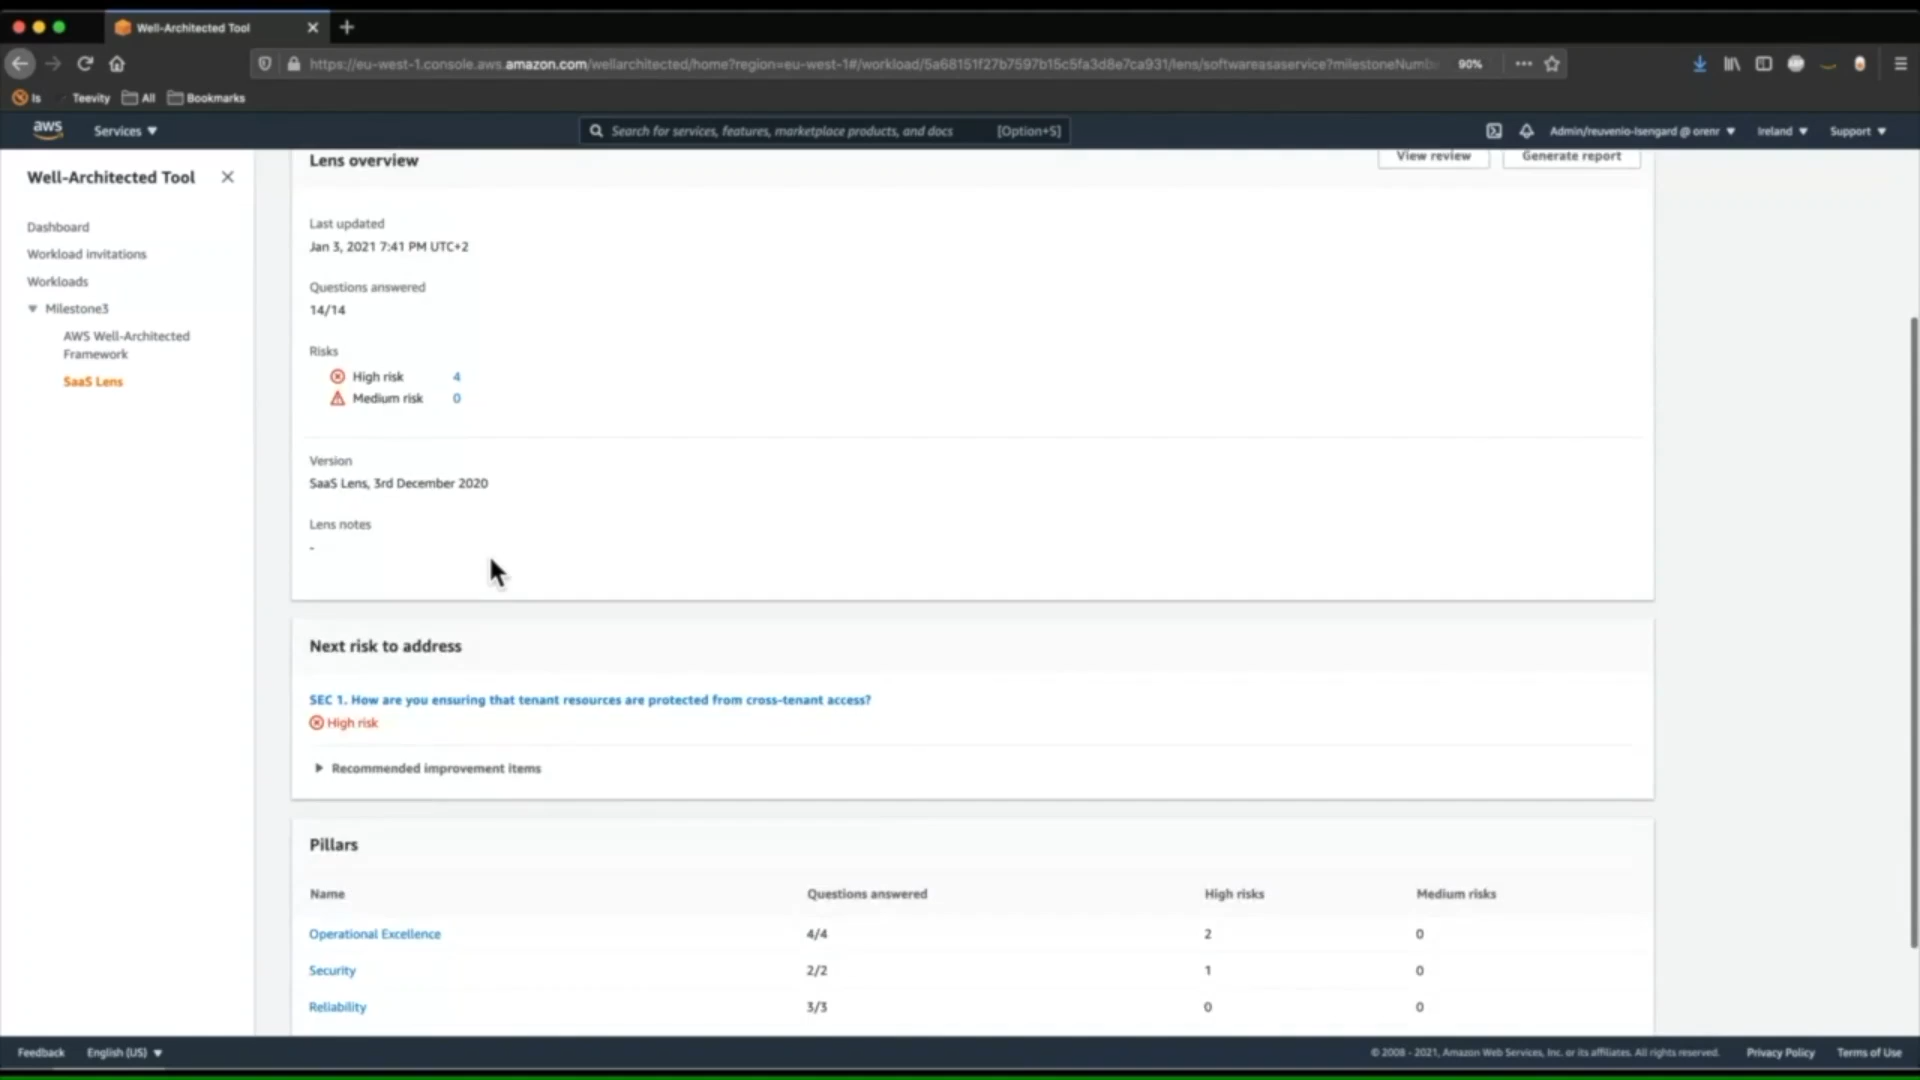 Well-Architected Tool
https://eu-west-1.console.aws.amazon.com/wellarchitected/home?region=eu-west-1#/workload/5a68151f27b7597b15c5fa3d8e7ca931/lens/softwareasaservice?milestoneNumb
90%
Is
Teevity
All
Bookmarks
aws
Services
Search for services, features, marketplace products, and docs
[Option+S]
Admin/reuvenio-Isengard @ orenr
Ireland
Support
Well-Architected Tool
Dashboard
Workload invitations
Workloads
Milestone3
AWS Well-Architected
Framework
SaaS Lens
Lens overview
View review
Generate report
Last updated
Jan 3, 2021 7:41 PM UTC+2
Questions answered
14/14
Risks
High risk 4
Medium risk 0
Version
SaaS Lens, 3rd December 2020
Lens notes
-
Next risk to address
SEC 1. How are you ensuring that tenant resources are protected from cross-tenant access?
High risk
Recommended improvement items
Pillars
Name Questions answered High risks Medium risks
Operational Excellence 4/4 2 0
Security 2/2 1 0
Reliability 3/3 0 0
Feedback
English (US)
© 2008 - 2021, Amazon Web Services, Inc. or its affiliates. All rights reserved.
Privacy Policy
Terms of Use